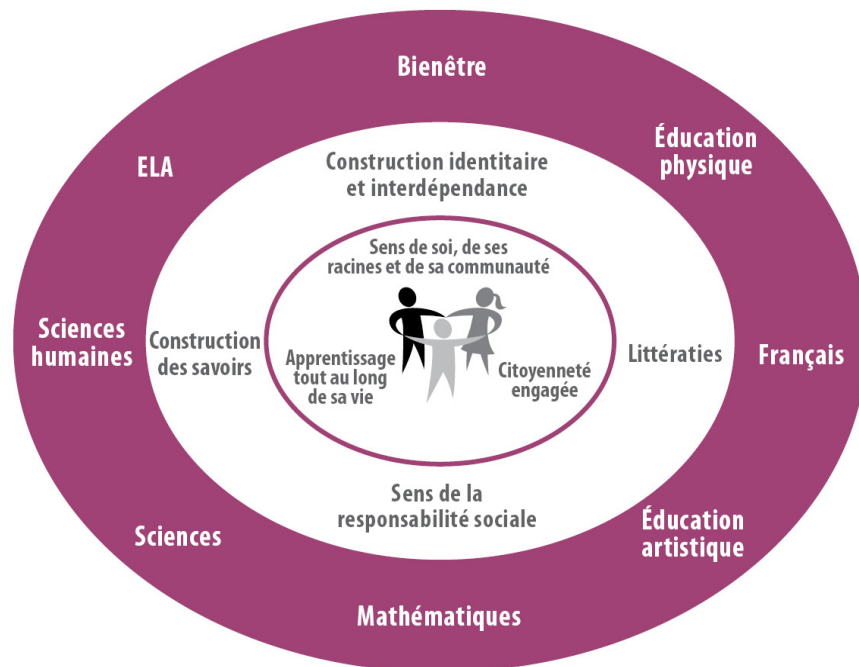 Bienêtre
ELA
Éducation
physique
Construction identitaire
et interdépendance
Sens de soi, de ses
racines et de sa communauté
Sciences
humaines
Construction
des savoirs
Apprentissage
tout au long
de sa vie
Citoyenneté
engagée
Littératies
Français
Sens de la
responsabilité sociale
Sciences
Éducation
artistique
Mathématiques